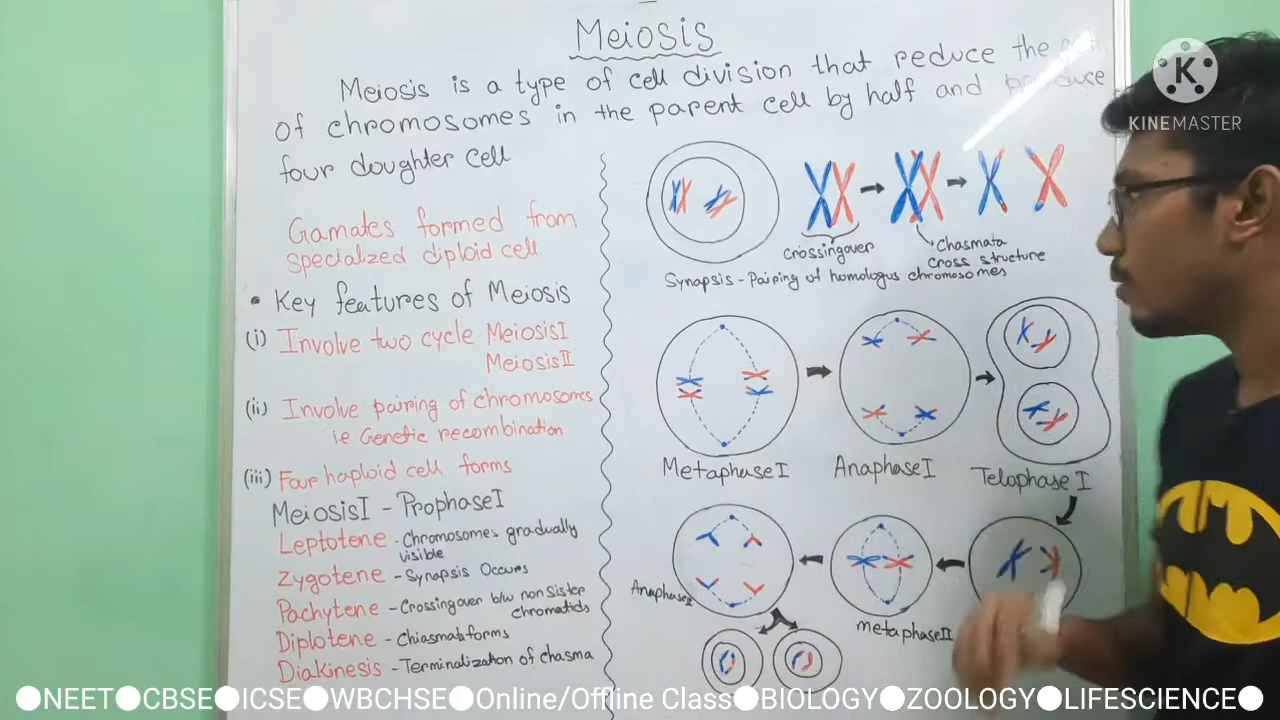 Meiosis
Meiosis is a type of cell division that reduce the
of chromosomes in the parent cell by half and produce
four doughter cell
Gamates formed from
specialized diploid cell
• Key features of Meiosis
(i) Involve two cycle MeiosisI
MeiosisII
(ii) Involve pairing of chromosomes
ie Genetic recombination
(iii) Four haploid cell forms
MeiosisI - ProphaseI
Leptotene - Chromosomes gradually
visible
Zygotene - Synapsis Occurs
Pachytene - Crossingover b/w nonSister
chromatids
Diplotene - Chiasmata forms
Diakinesis - Terminalization of chasma
Crossingover
Chasmata
cross structure
Synapsis - Pairing of homologus chromosomes
MetaphaseI
AnaphaseI
Telophase I
AnaphaseII
metaphaseII
K
KINEMASTER
●NEET●CBSE●ICSE●WBCHSE●Online/Offline Class●BIOLOGY●ZOOLOGY●LIFESCIENCE●